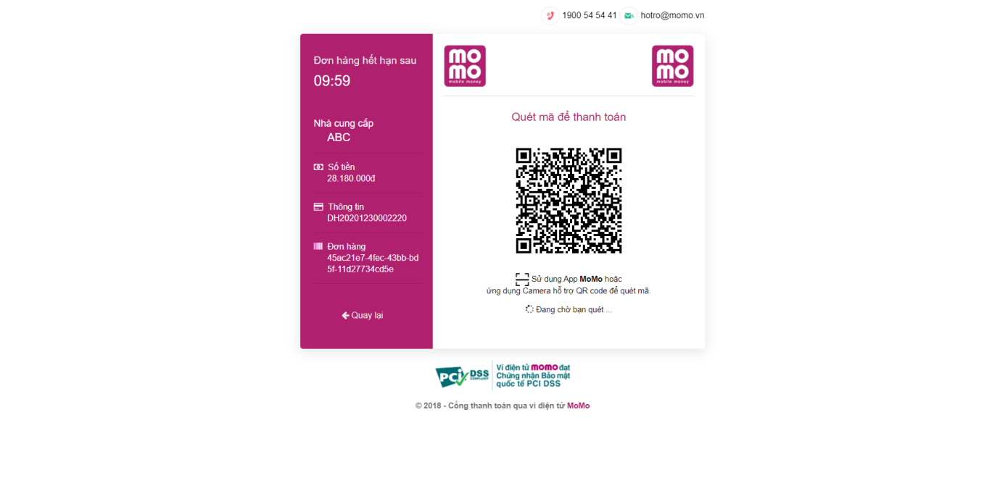 1900 54 54 41 hotro@momo.vn
Đơn hàng hết hạn sau
09:59
Nhà cung cấp
ABC
Số tiền
28.180.000đ
Thông tin
DH20201230002220
Đơn hàng
45ac21e7-4fec-43bb-bd
5f-11d27734cd5e
Quay lại
mo
mo
mobile money
mo
mo
mobile money
Quét mã để thanh toán
Sử dụng App MoMo hoặc
ứng dụng Camera hỗ trợ QR code để quét mã.
Đang chờ bạn quét ...
PCI DSS
COMPLIANT
Ví điện tử momo đạt
Chứng nhận Bảo mật
quốc tế PCI DSS
© 2018 - Cổng thanh toán qua ví điện tử MoMo